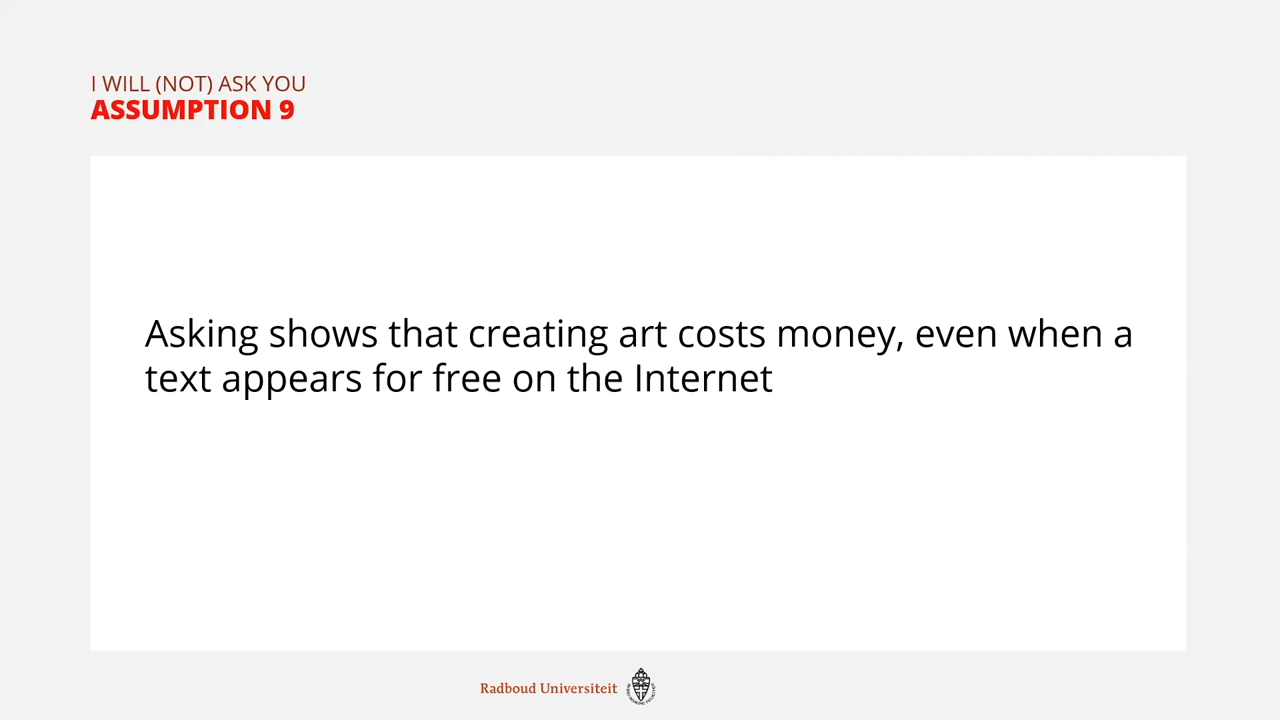 I WILL (NOT) ASK YOU
ASSUMPTION 9
Asking shows that creating art costs money, even when a
text appears for free on the Internet
Radboud Universiteit